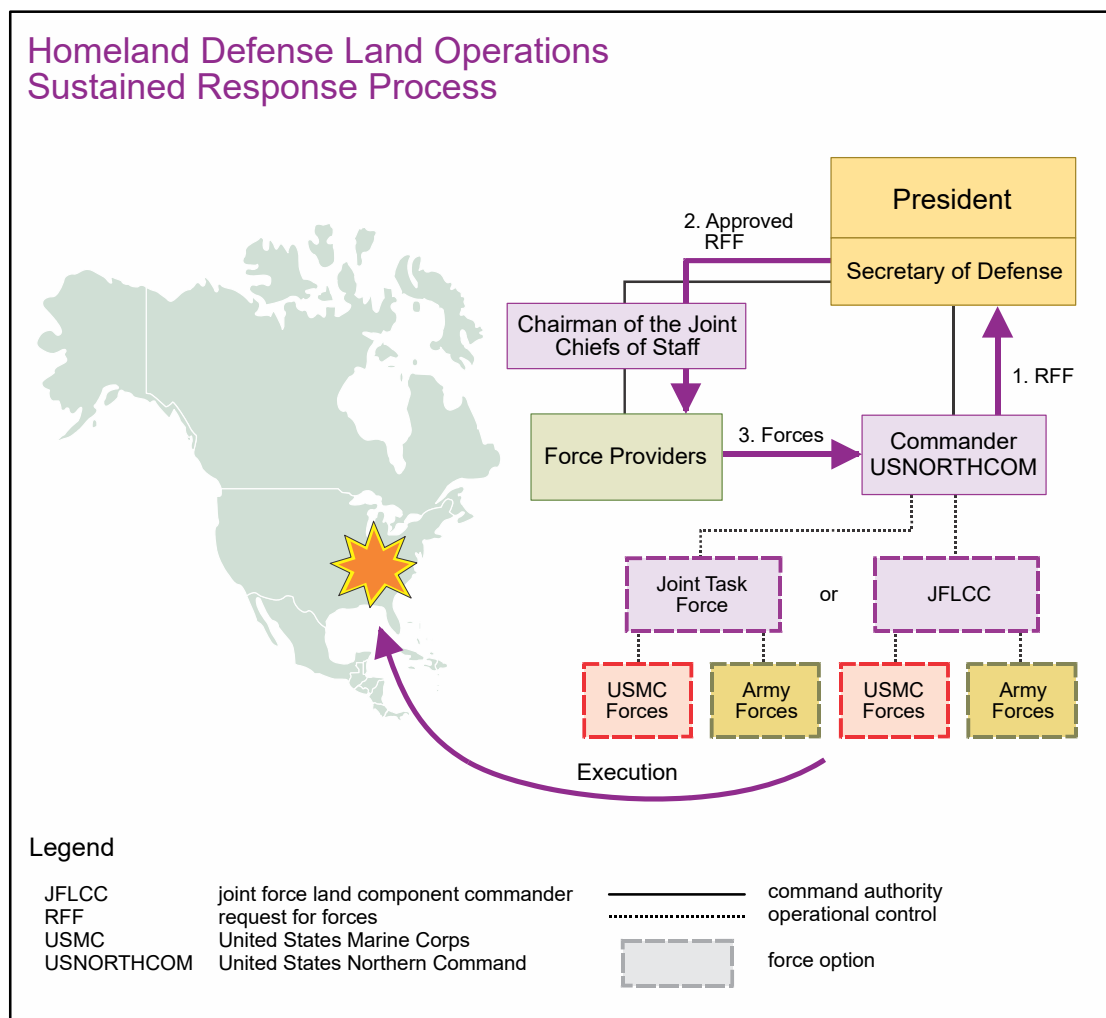 Homeland Defense Land Operations
Sustained Response Process
President
Secretary of Defense
2. Approved
RFF
Chairman of the Joint
Chiefs of Staff
1. RFF
Force Providers
3. Forces
Commander
USNORTHCOM
Joint Task
Force
or
JFLCC
USMC
Forces
Army
Forces
USMC
Forces
Army
Forces
Execution
Legend
JFLCC joint force land component commander
RFF request for forces
USMC United States Marine Corps
USNORTHCOM United States Northern Command
command authority
operational control
force option